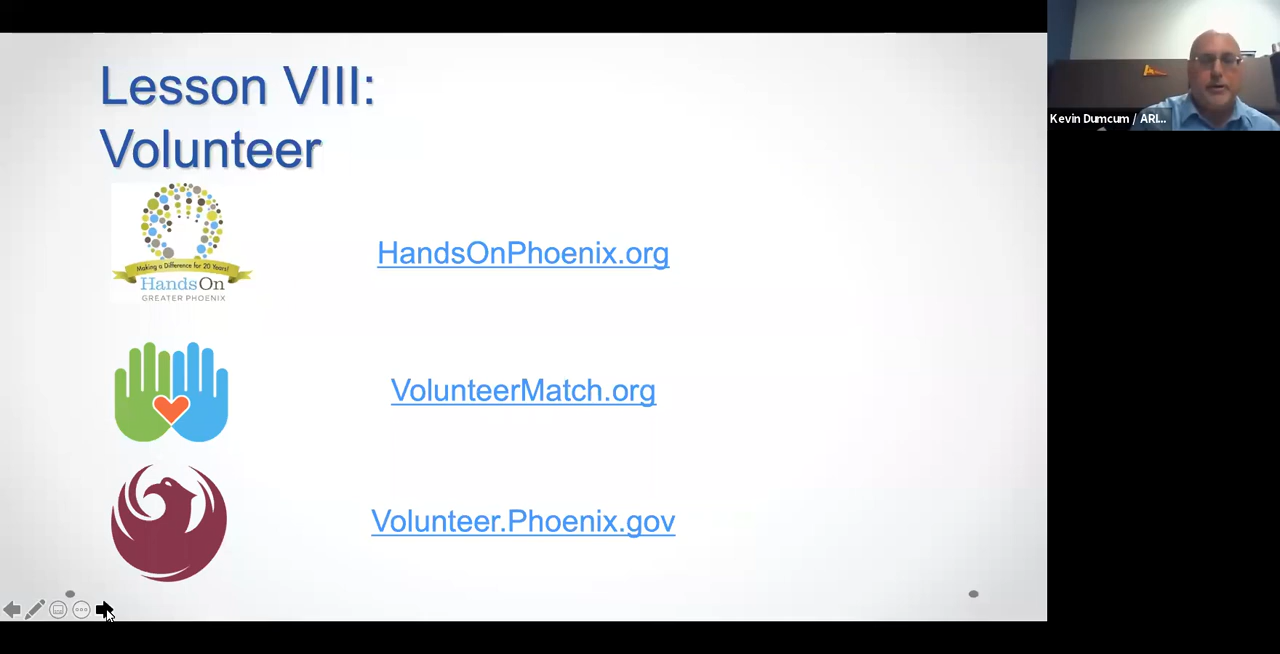 Lesson VIII:
Volunteer
Making a Difference for 20 Years!
HandsOn
GREATER PHOENIX
HandsOnPhoenix.org
VolunteerMatch.org
Volunteer.Phoenix.gov
Kevin Dumcum / ARI...